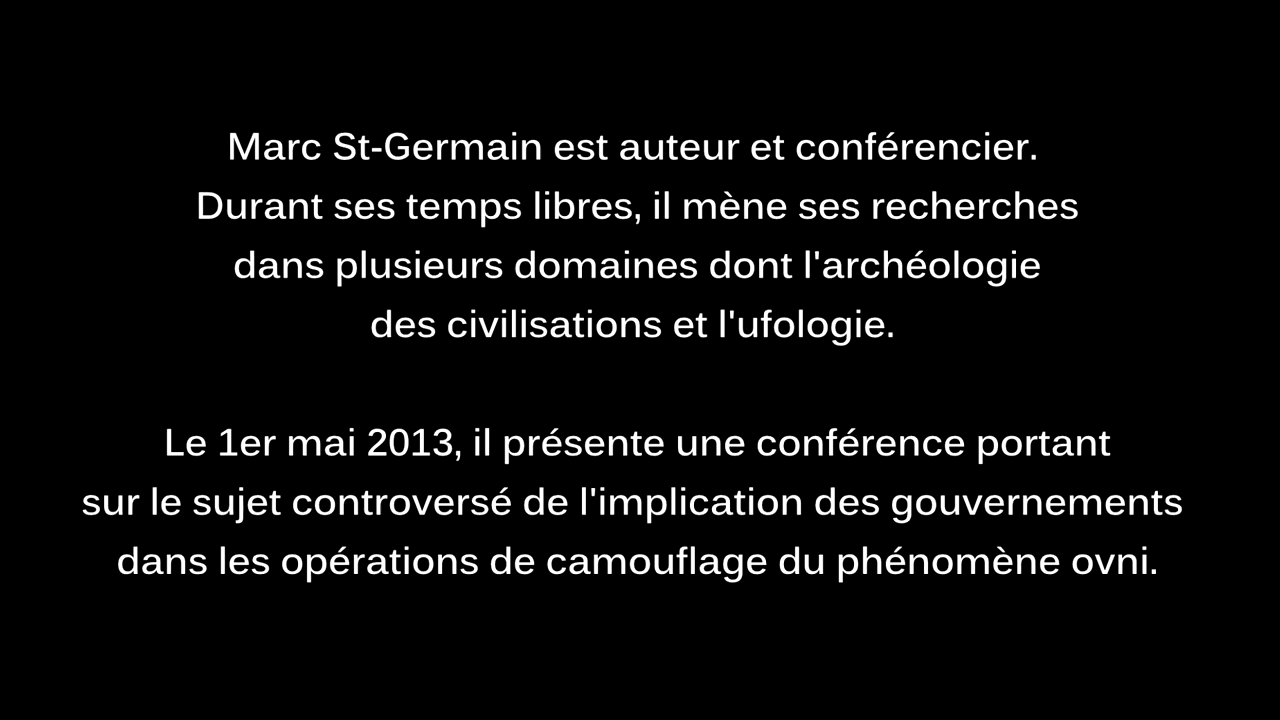 Marc St-Germain est auteur et conférencier.
Durant ses temps libres, il mène ses recherches
dans plusieurs domaines dont l'archéologie
des civilisations et l'ufologie.
Le 1er mai 2013, il présente une conférence portant
sur le sujet controversé de l'implication des gouvernements
dans les opérations de camouflage du phénomène ovni.